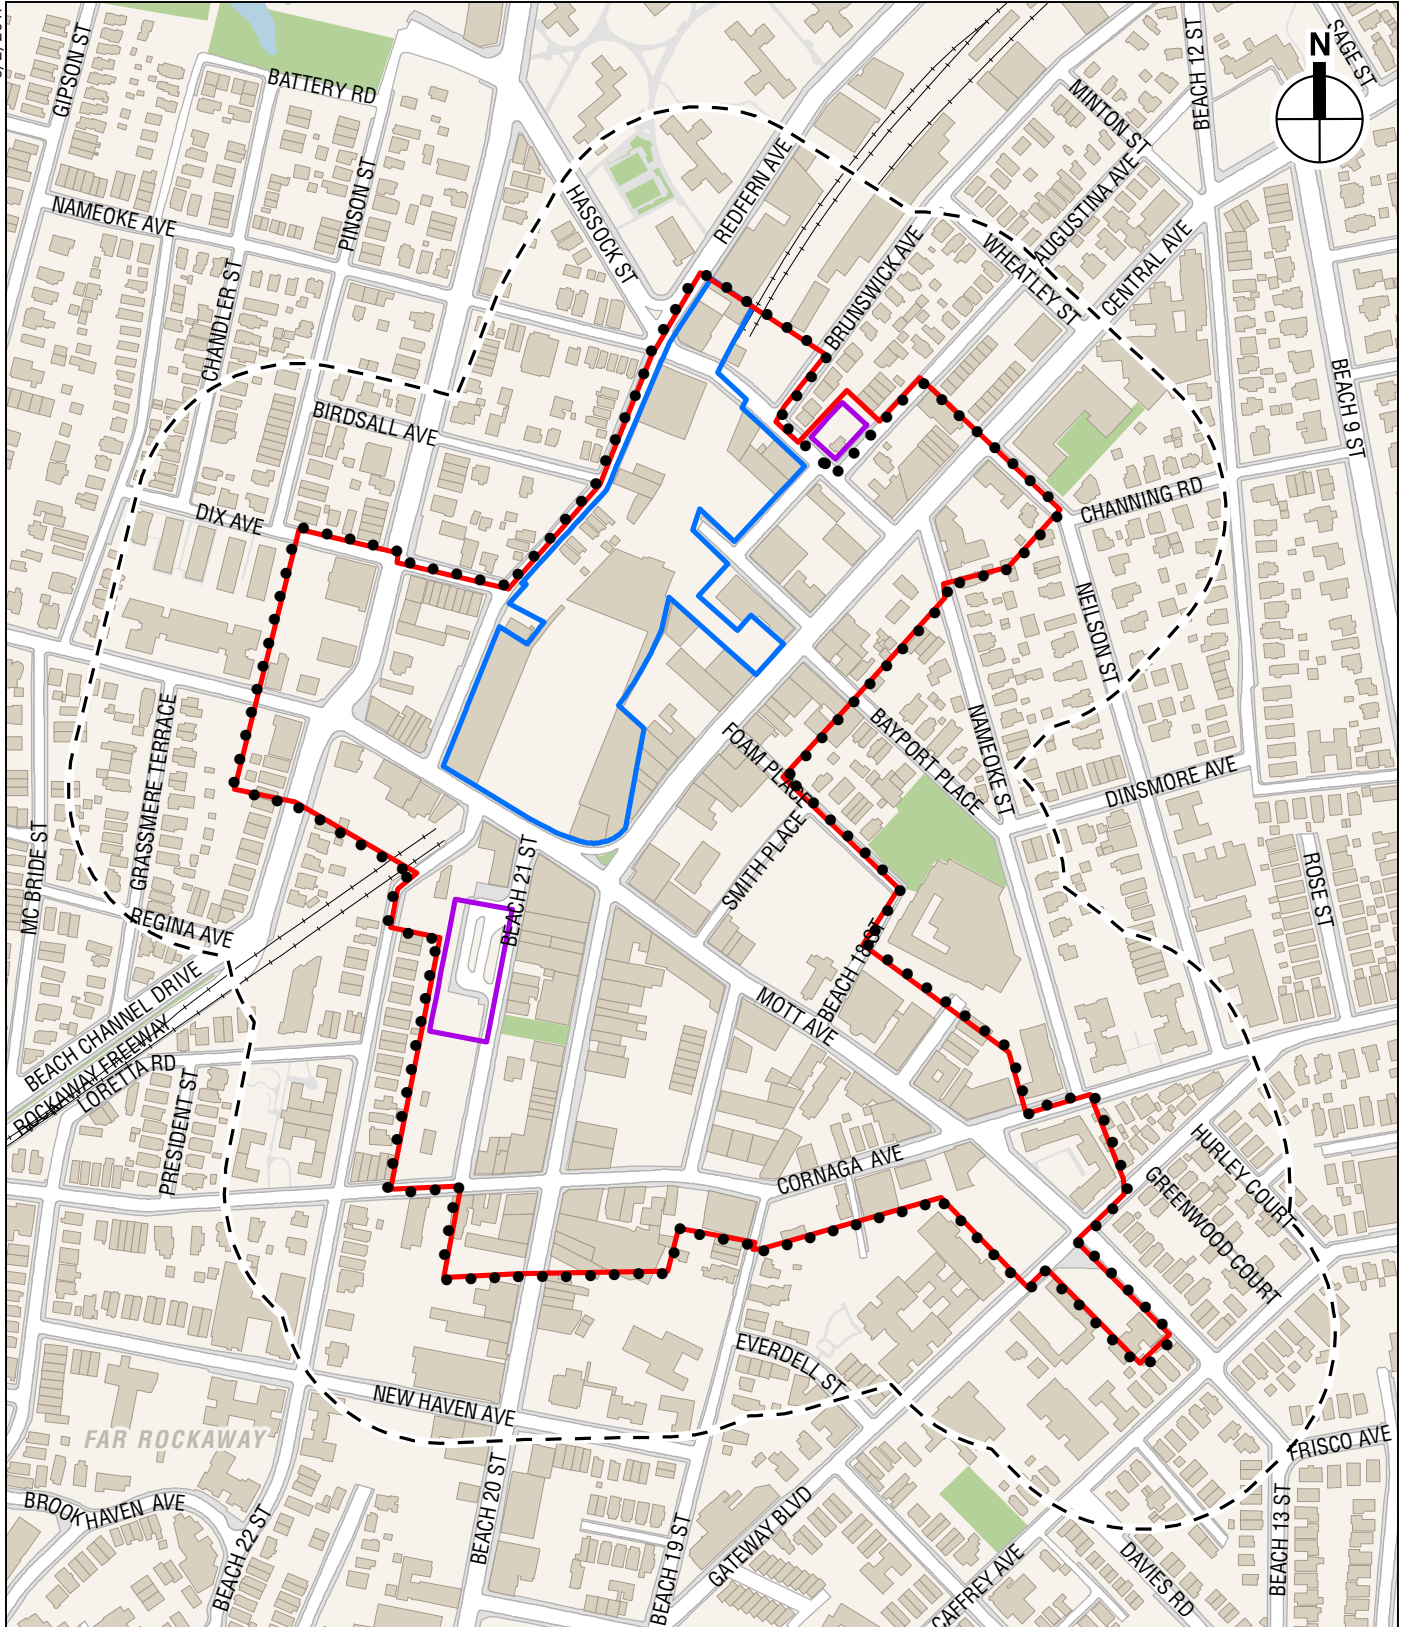 N
SAGE ST
BEACH 12 ST
GIPSON ST
BATTERY RD
MINTON ST
PINSON ST
HASSOCK ST
REDFERN AVE
AUGUSTINA AVE
NAMEOKE AVE
WHEATLEY ST
CENTRAL AVE
BRUNSWICK AVE
CHANDLER ST
BEACH 9 ST
BIRDSALL AVE
CHANNING RD
DIX AVE
NEILSON ST
GRASSMERE TERRACE
FOAM PLACE
BAYPORT PLACE
NAMEOKE ST
DINSMORE AVE
MC BRIDE ST
SMITH PLACE
BEACH 21 ST
ROSE ST
REGINA AVE
BEACH 18 ST
BEACH CHANNEL DRIVE
ROCKAWAY FREEWAY
LORETTA RD
MOTT AVE
PRESIDENT ST
CORNAGA AVE
HURLEY COURT
GREENWOOD COURT
EVERDELL ST
NEW HAVEN AVE
FAR ROCKAWAY
FRISCO AVE
BROOKHAVEN AVE
BEACH 22 ST
BEACH 20 ST
BEACH 19 ST
GATEWAY BLVD
CAFFREY AVE
DAVIES RD
BEACH 13 ST